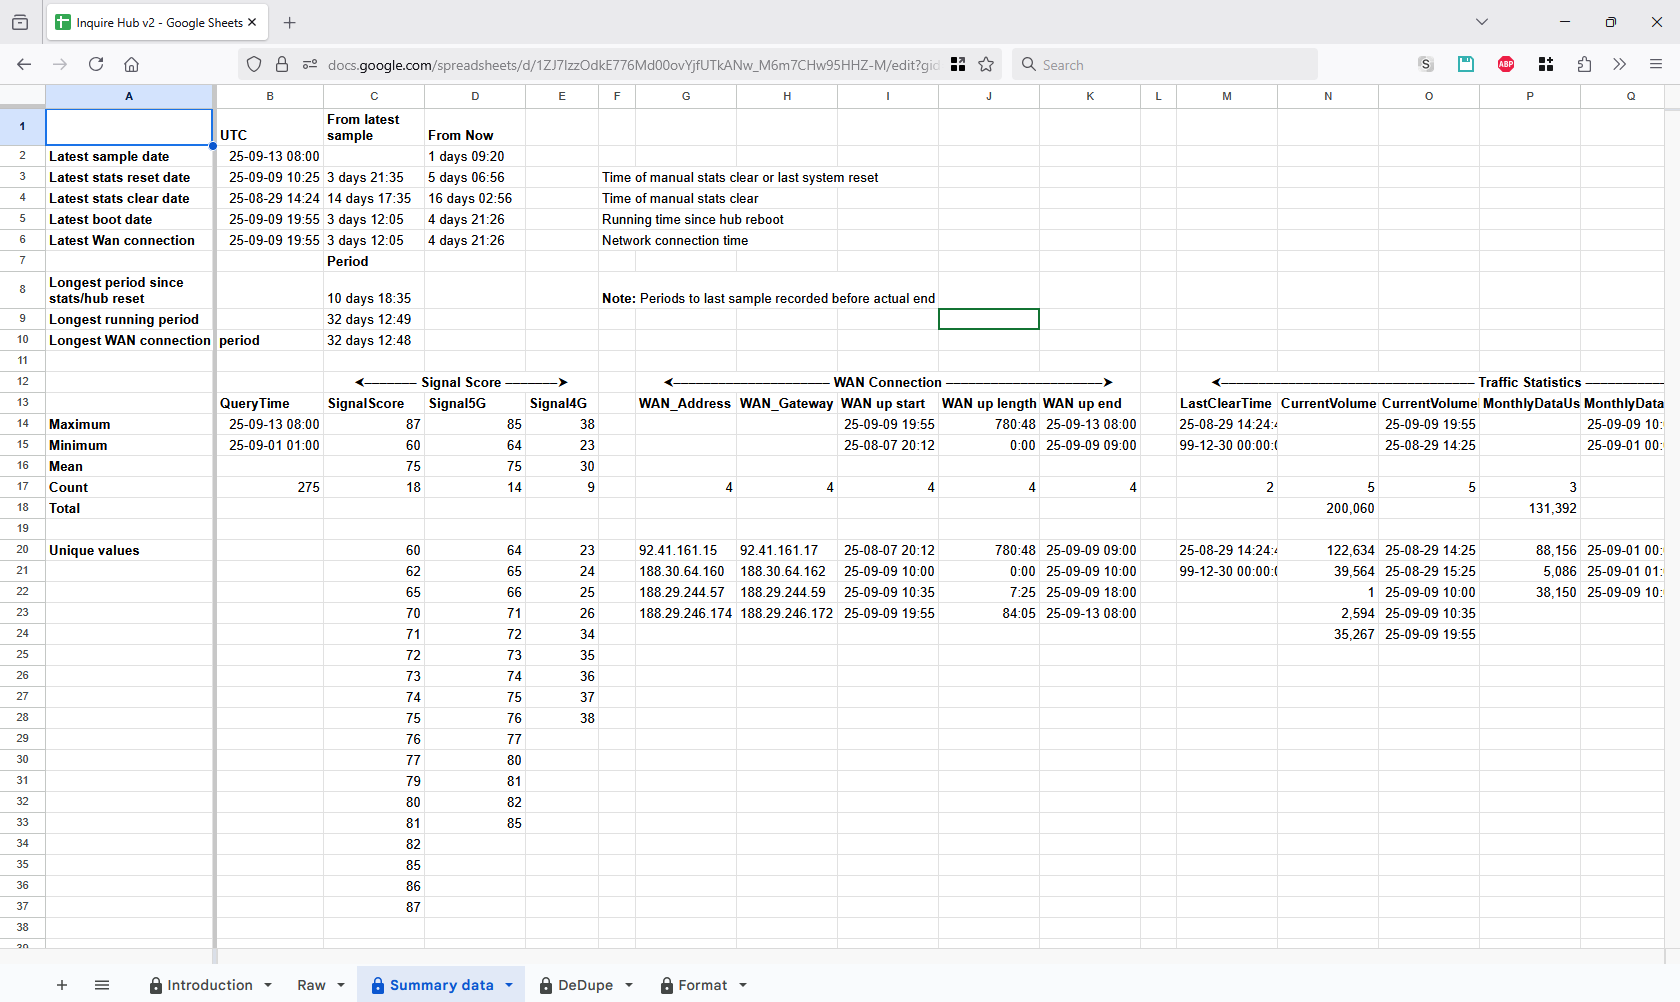 Inquire Hub v2 - Google Sheets
docs.google.com/spreadsheets/d/1ZJ7IzzOdkE776Md00ovYjfUTkANw_M6m7CHw95HHZ-M/edit?gid
Search
S
ABP
A B C D E F G H I J K L M N O P Q
1 UTC From latest sample From Now
2 Latest sample date 25-09-13 08:00 1 days 09:20
3 Latest stats reset date 25-09-09 10:25 3 days 21:35 5 days 06:56 Time of manual stats clear or last system reset
4 Latest stats clear date 25-08-29 14:24 14 days 17:35 16 days 02:56 Time of manual stats clear
5 Latest boot date 25-09-09 19:55 3 days 12:05 4 days 21:26 Running time since hub reboot
6 Latest Wan connection 25-09-09 19:55 3 days 12:05 4 days 21:26 Network connection time
7 Period
8 Longest period since stats/hub reset 10 days 18:35 Note: Periods to last sample recorded before actual end
9 Longest running period 32 days 12:49
10 Longest WAN connection period 32 days 12:48
11
12 Signal Score WAN Connection Traffic Statistics
13 QueryTime SignalScore Signal5G Signal4G WAN_Address WAN_Gateway WAN up start WAN up length WAN up end LastClearTime CurrentVolume CurrentVolume MonthlyDataUs MonthlyData
14 Maximum 25-09-13 08:00 87 85 38 25-09-09 19:55 780:48 25-09-13 08:00 25-08-29 14:24:4 25-09-09 19:55 25-09-09 10:
15 Minimum 25-09-01 01:00 60 64 23 25-08-07 20:12 0:00 25-09-09 09:00 99-12-30 00:00:0 25-08-29 14:25 25-09-01 00:
16 Mean 75 75 30
17 Count 275 18 14 9 4 4 4 4 4 2 5 5 3
18 Total 200,060 131,392
19
20 Unique values 60 64 23 92.41.161.15 92.41.161.17 25-08-07 20:12 780:48 25-09-09 09:00 25-08-29 14:24:4 122,634 25-08-29 14:25 88,156 25-09-01 00:
21 62 65 24 188.30.64.160 188.30.64.162 25-09-09 10:00 0:00 25-09-09 10:00 99-12-30 00:00:0 39,564 25-08-29 15:25 5,086 25-09-01 01:
22 65 66 25 188.29.244.57 188.29.244.59 25-09-09 10:35 7:25 25-09-09 18:00 1 25-09-09 10:00 38,150 25-09-09 10:
23 70 71 26 188.29.246.174 188.29.246.172 25-09-09 19:55 84:05 25-09-13 08:00 2,594 25-09-09 10:35
24 71 72 34 35,267 25-09-09 19:55
25 72 73 35
26 73 74 36
27 74 75 37
28 75 76 38
29 76 77
30 77 80
31 79 81
32 80 82
33 81 85
34 82
35 85
36 86
37 87
38
39
Introduction Raw Summary data DeDupe Format